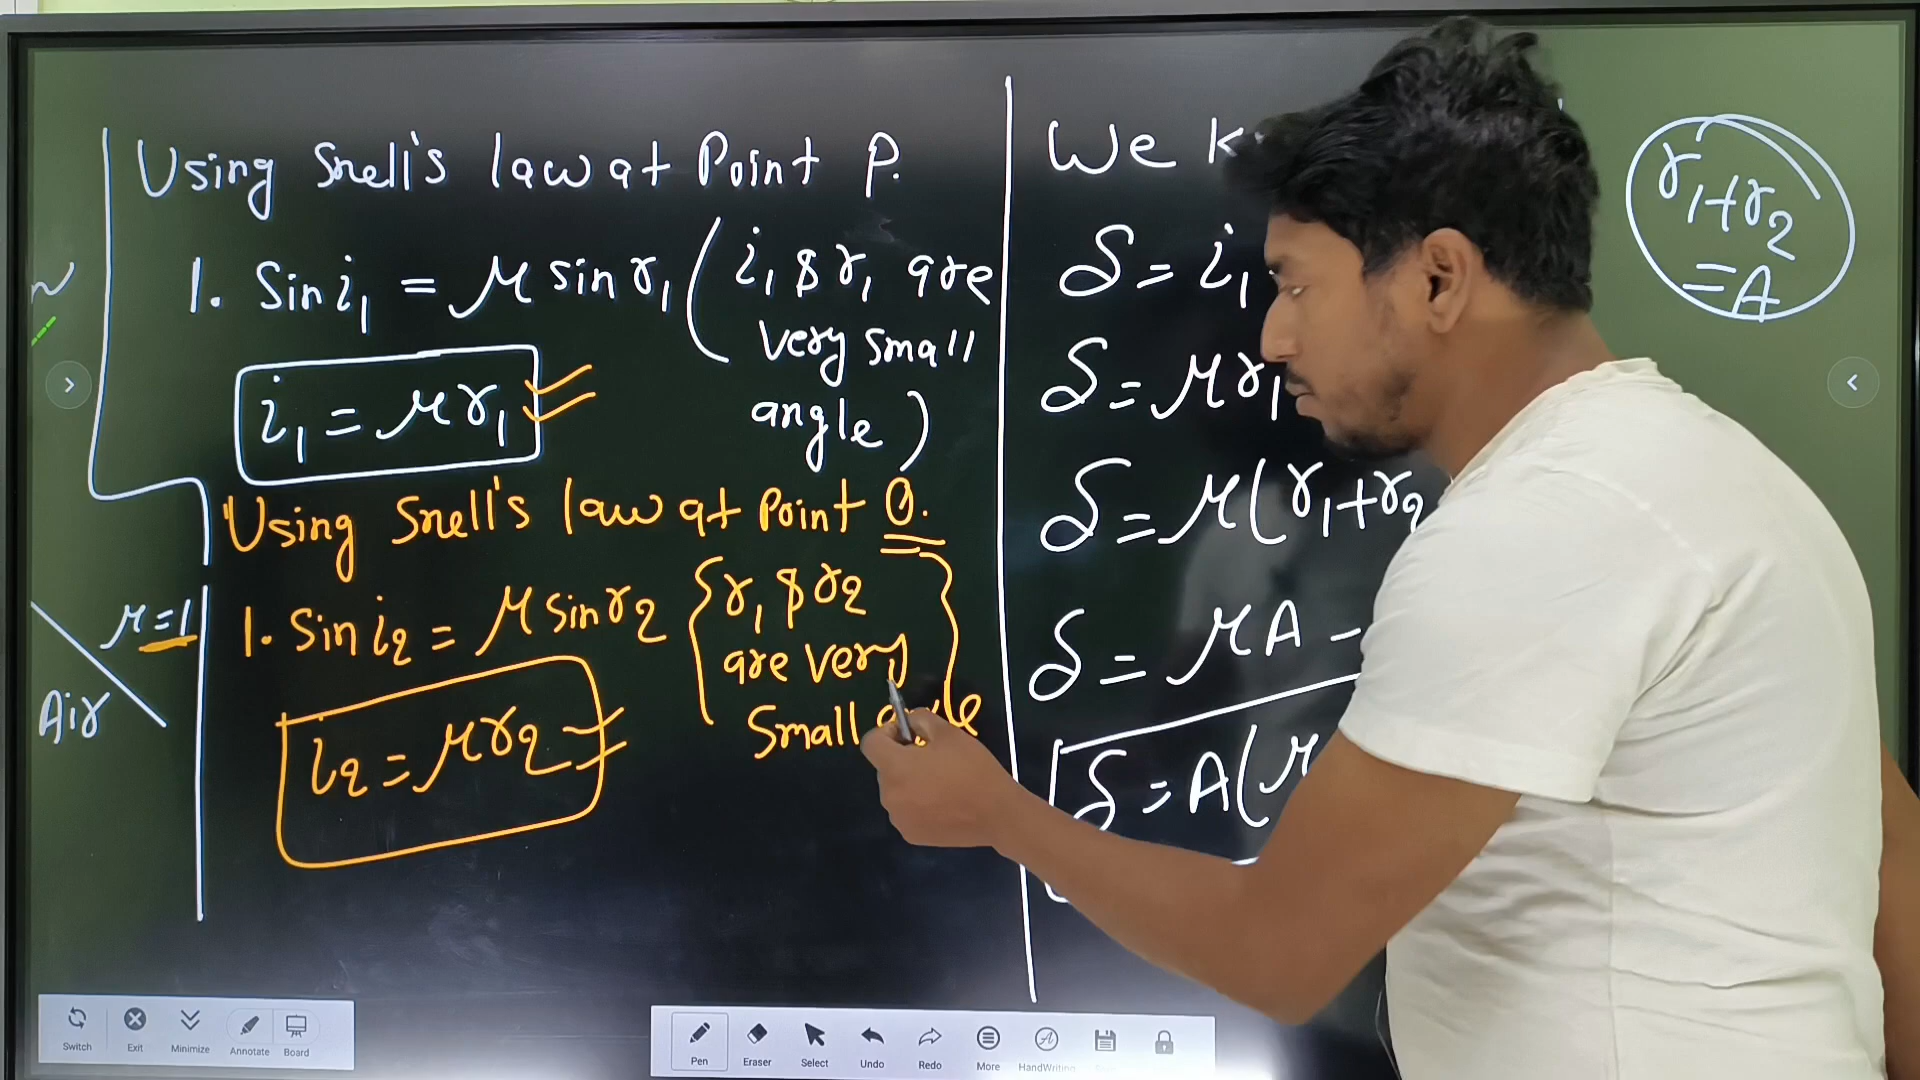 Using Snell's law at Point P.
1. Sin i₁ = μ sin r₁ ( i₁ & r₁ are
very small
angle )
i₁ = μr₁
Using Snell's law at Point Q.
1. Sin i₂ = μ sin r₂ { r₁ & r₂
are very
Small }
i₂ = μr₂
μ = 1
Air
We
δ = i₁
δ = μr₁
δ = μ(r₁+r₂
δ = μA -
δ = A(μ
r₁+r₂
= A
Switch
Exit
Minimize
Annotate
Board
Pen
Eraser
Select
Undo
Redo
More
HandWriting